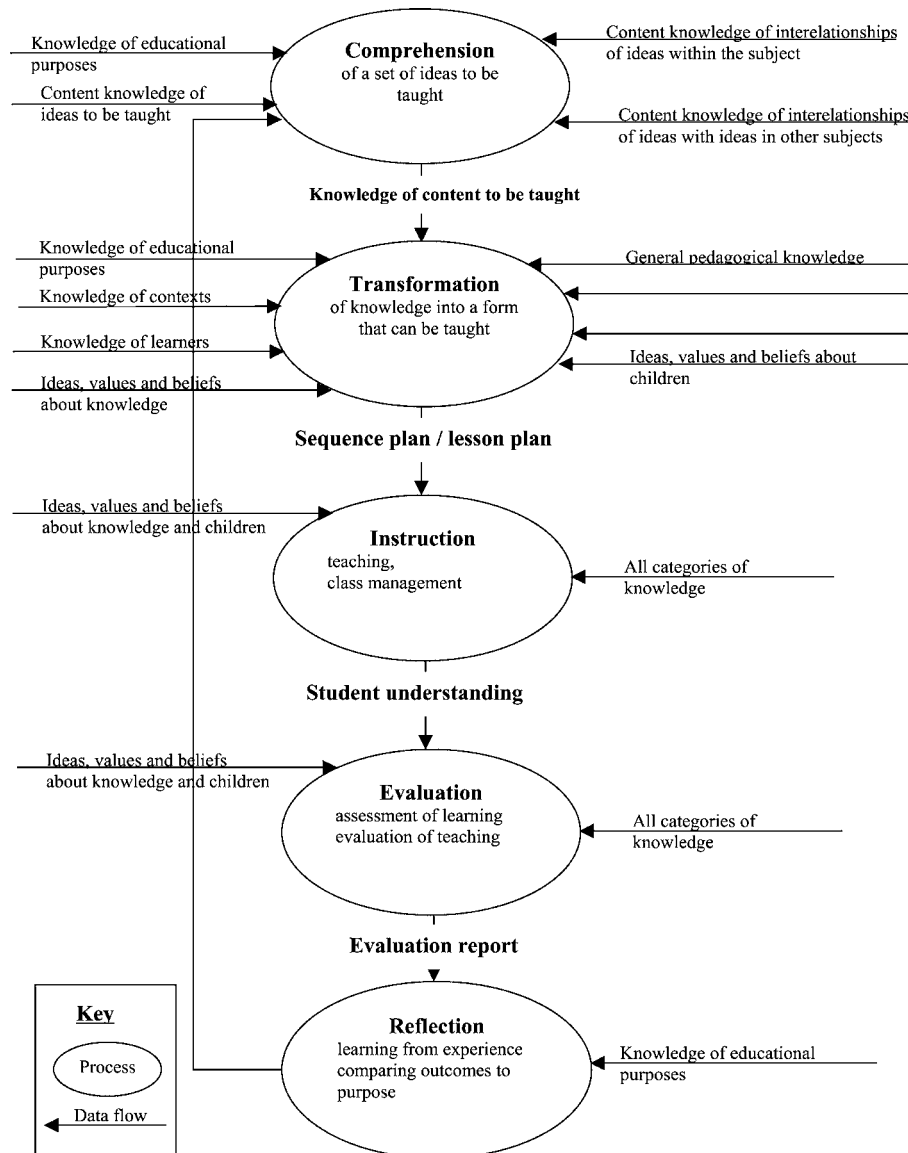 Knowledge of educational
purposes
Content knowledge of
ideas to be taught
Comprehension
of a set of ideas to be
taught
Content knowledge of interelationships
of ideas within the subject
Content knowledge of interelationships
of ideas with ideas in other subjects
Knowledge of content to be taught
Knowledge of educational
purposes
Knowledge of contexts
Knowledge of learners
Ideas, values and beliefs
about knowledge
Transformation
of knowledge into a form
that can be taught
General pedagogical knowledge
Ideas, values and beliefs about
children
Sequence plan / lesson plan
Ideas, values and beliefs
about knowledge and children
Instruction
teaching,
class management
All categories of
knowledge
Student understanding
Ideas, values and beliefs
about knowledge and children
Evaluation
assessment of learning
evaluation of teaching
All categories of
knowledge
Evaluation report
Reflection
learning from experience
comparing outcomes to
purpose
Knowledge of educational
purposes
Key
Process
Data flow